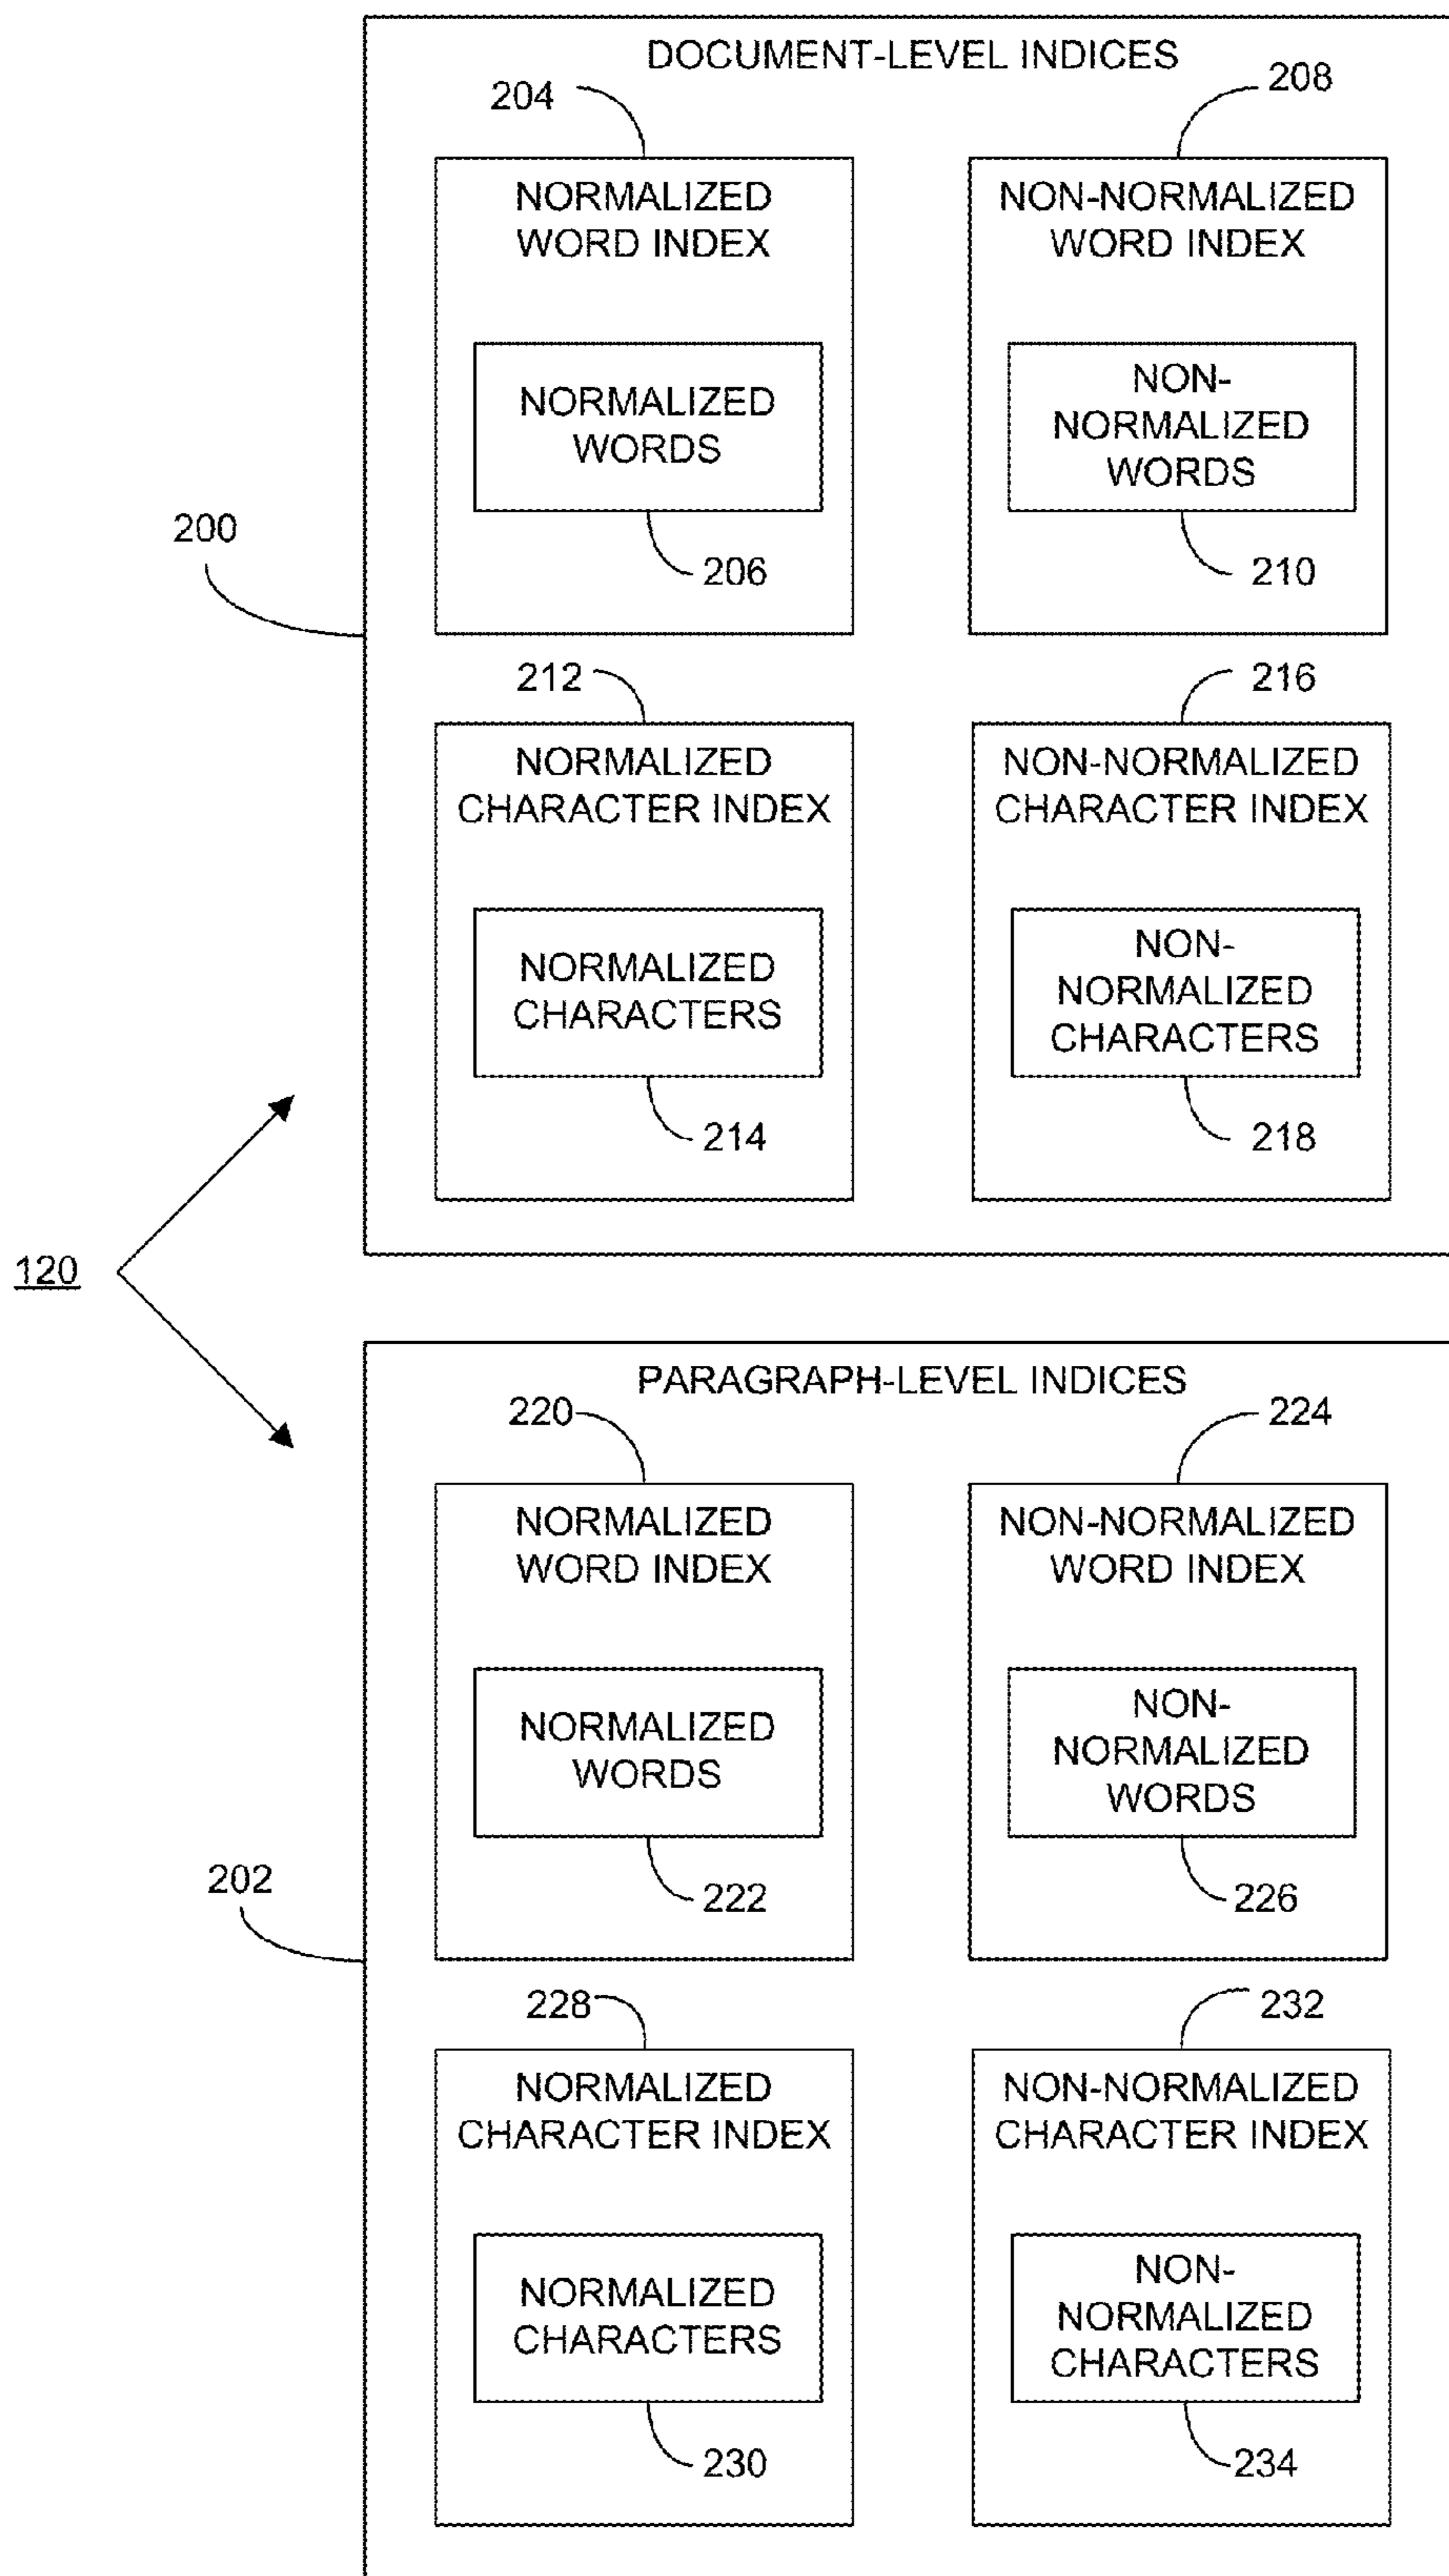 DOCUMENT-LEVEL INDICES
204
208
NORMALIZED
WORD INDEX
NON-NORMALIZED
WORD INDEX
NORMALIZED
WORDS
NON-
NORMALIZED
WORDS
200
206
210
212
216
NORMALIZED
CHARACTER INDEX
NON-NORMALIZED
CHARACTER INDEX
NORMALIZED
CHARACTERS
NON-
NORMALIZED
CHARACTERS
214
218
120
PARAGRAPH-LEVEL INDICES
220
224
NORMALIZED
WORD INDEX
NON-NORMALIZED
WORD INDEX
NORMALIZED
WORDS
NON-
NORMALIZED
WORDS
202
222
226
228
232
NORMALIZED
CHARACTER INDEX
NON-NORMALIZED
CHARACTER INDEX
NORMALIZED
CHARACTERS
NON-
NORMALIZED
CHARACTERS
230
234